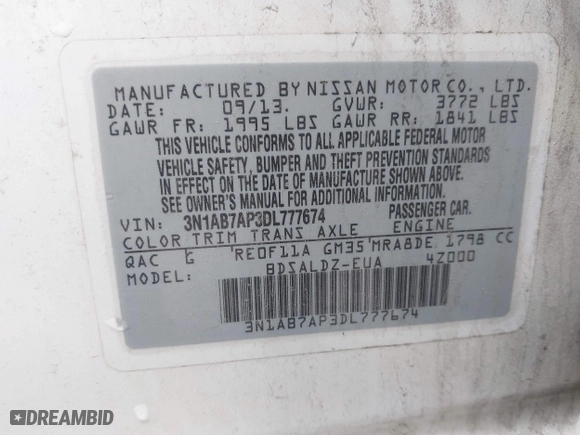 MANUFACTURED BY NISSAN MOTOR CO., LTD.
DATE: 09/13. GVWR: 3772 LBS
GAWR FR: 1995 LBS GAWR RR: 1841 LBS
THIS VEHICLE CONFORMS TO ALL APPLICABLE FEDERAL MOTOR
VEHICLE SAFETY, BUMPER AND THEFT PREVENTION STANDARDS
IN EFFECT ON THE DATE OF MANUFACTURE SHOWN ABOVE.
SEE OWNER'S MANUAL FOR ADDITIONAL INFORMATION.
VIN: 3N1AB7AP3DL777674 PASSENGER CAR.
COLOR TRIM TRANS AXLE ENGINE
QAC G RE0F11A GM35 MRA8DE 1798 CC
MODEL: BDSALDZ-EUA 4Z000
3N1AB7AP3DL777674
DREAMBID